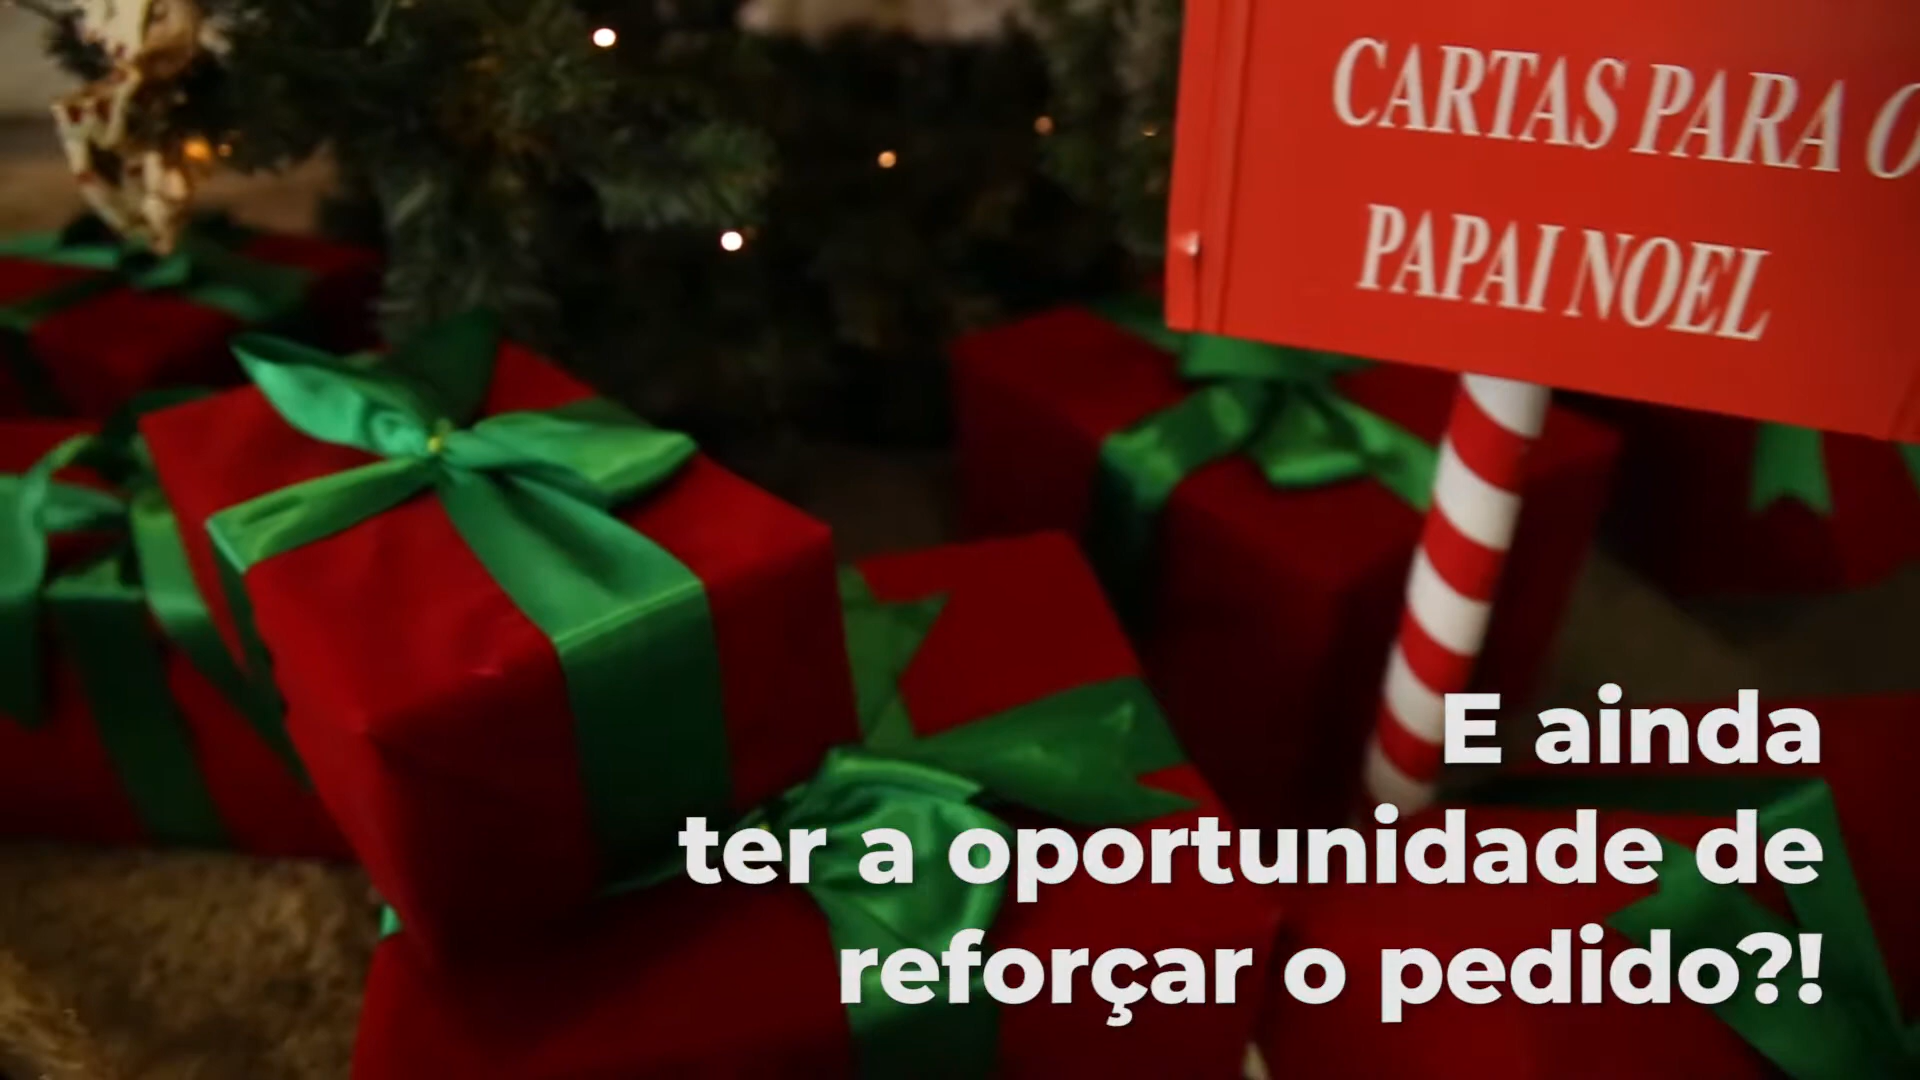 CARTAS PARA O
PAPAI NOEL
E ainda
ter a oportunidade de
reforçar o pedido?!